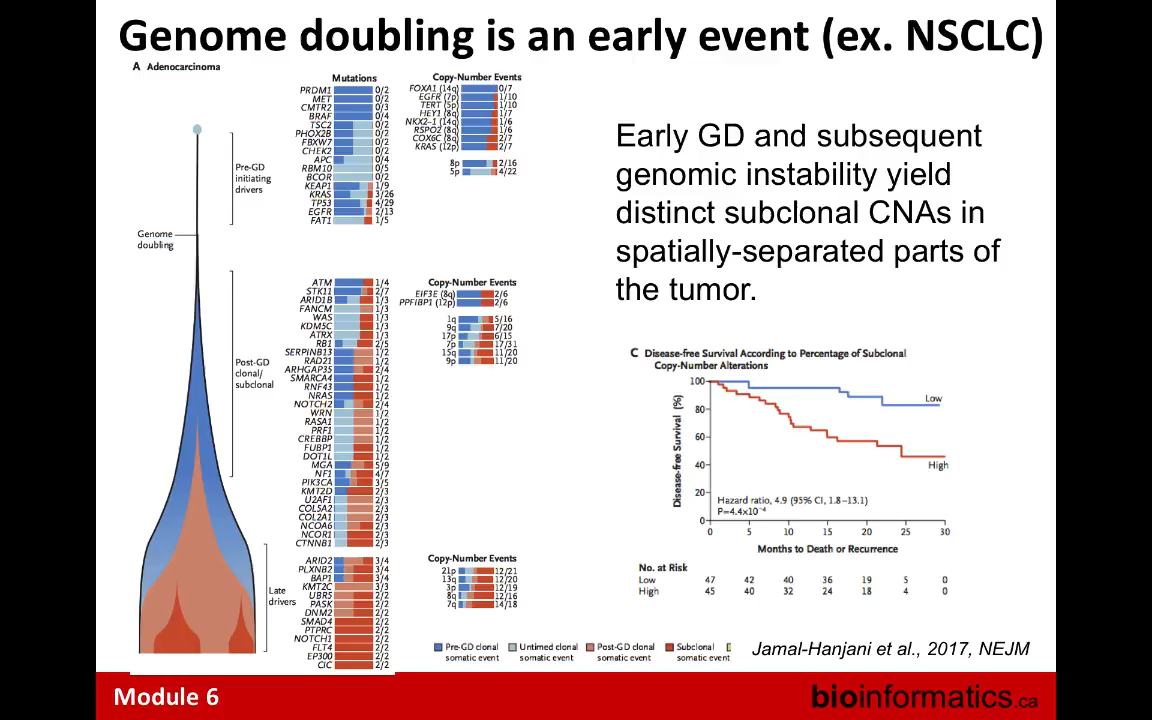 Genome doubling is an early event (ex. NSCLC)
A Adenocarcinoma
Mutations
PRDM1 0/2
MET 0/2
CMTR2 0/3
BRAF 0/4
TSC2 0/2
PHOX2B 0/2
FBXW7 0/2
CHEK2 0/2
APC 0/4
RBM10 0/5
BCOR 0/2
KEAP1 1/9
KRAS 3/26
TP53 4/29
EGFR 2/13
FAT1 1/5
Copy-Number Events
FOXA1 (14q) 0/7
EGFR (7p) 1/10
TERT (5p) 1/10
HEY1 (8q) 1/7
NKX2-1 (14q) 1/6
RSPO2 (8q) 1/6
COX6C (8q) 2/7
KRAS (12p) 2/7
8p 2/16
5p 4/22
Pre-GD
initiating
drivers
Genome
doubling
ATM 1/4
STK11 2/7
ARID1B 1/3
FANCM 1/3
WAS 1/3
KDM5C 1/3
ATRX 1/3
RB1 2/5
SERPINB13 1/2
RAD21 1/2
ARHGAP35 2/4
SMARCA4 1/2
RNF43 1/2
NRAS 1/2
NOTCH2 2/4
WRN 1/2
RASA1 1/2
PRF1 1/2
CREBBP 1/2
FUBP1 1/2
DOT1L 1/2
MGA 5/9
NF1 4/7
PIK3CA 3/5
KMT2D 2/3
U2AF1 2/3
COL5A2 2/3
COL2A1 2/3
NCOA6 2/3
NCOR1 2/3
CTNNB1 2/3
Copy-Number Events
EIF3E (8q) 2/6
PPFIBP1 (12p) 2/6
1q 5/16
9q 7/20
17p 6/15
7p 17/31
15q 11/20
9p 11/20
Post-GD
clonal/
subclonal
ARID2 3/4
PLXNB2 3/4
BAP1 3/4
KMT2C 3/3
UBR5 2/2
PASK 2/2
DNM2 2/2
SMAD4 2/2
PTPRC 2/2
NOTCH1 2/2
FLT4 2/2
EP300 2/2
CIC 2/2
Copy-Number Events
21p 12/21
13q 12/20
3p 12/19
8q 12/16
7q 14/18
Late
drivers
Pre-GD clonal
somatic event
Untimed clonal
somatic event
Post-GD clonal
somatic event
Subclonal
somatic event
Early GD and subsequent
genomic instability yield
distinct subclonal CNAs in
spatially-separated parts of
the tumor.
C Disease-free Survival According to Percentage of Subclonal
Copy-Number Alterations
Disease-free Survival (%)
100
80
60
40
20
0
Low
High
Hazard ratio, 4.9 (95% CI, 1.8–13.1)
P=4.4x10⁻⁴
0 5 10 15 20 25 30
Months to Death or Recurrence
No. at Risk
Low 47 42 40 36 19 5 0
High 45 40 32 24 18 4 0
Jamal-Hanjani et al., 2017, NEJM
Module 6
bioinformatics.ca